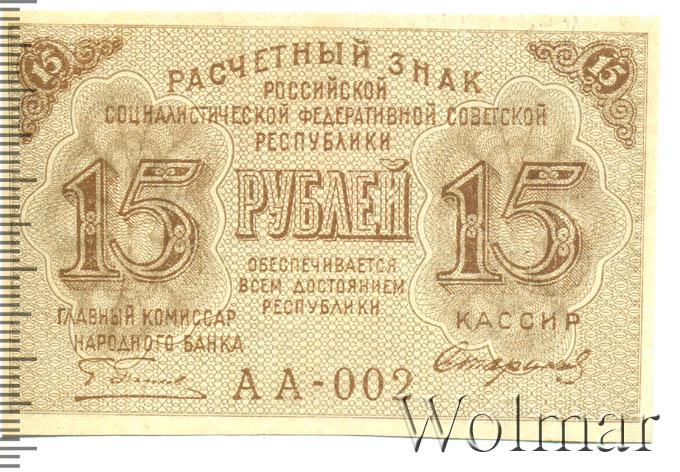 15 15
РАСЧЕТНЫЙ ЗНАК
РОССИЙСКОЙ
СОЦИАЛИСТИЧЕСКОЙ ФЕДЕРАТИВНОЙ СОВЕТСКОЙ
РЕСПУБЛИКИ
15 РУБЛЕЙ 15
ОБЕСПЕЧИВАЕТСЯ
ВСЕМ ДОСТОЯНИЕМ
РЕСПУБЛИКИ
ГЛАВНЫЙ КОМИССАР
НАРОДНОГО БАНКА
КАССИР
АА-002
Wolmar